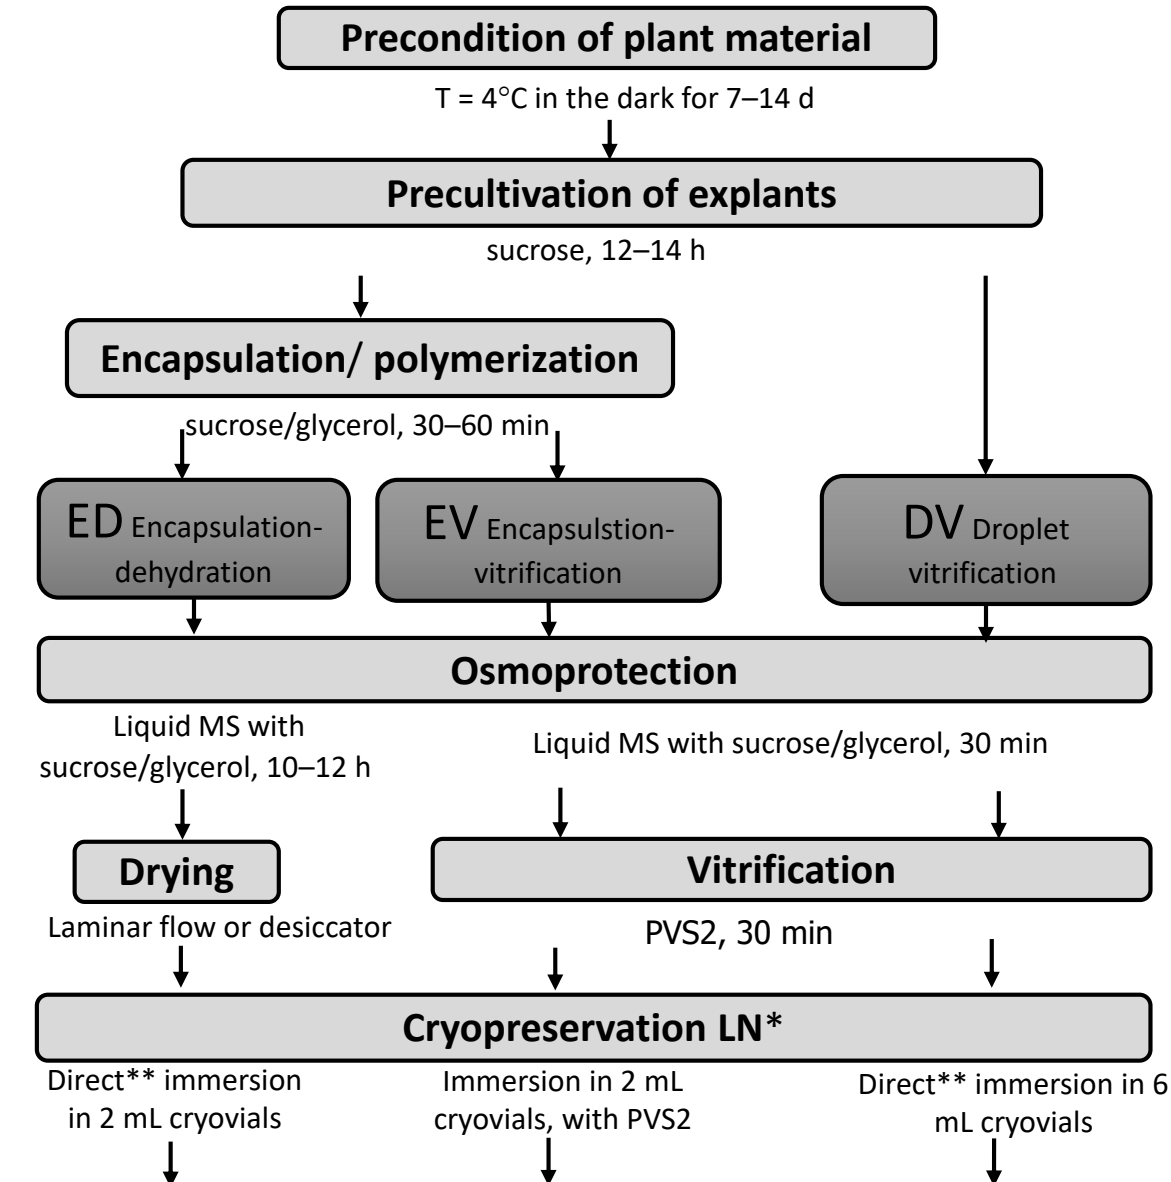 Precondition of plant material
T = 4°C in the dark for 7–14 d
Precultivation of explants
sucrose, 12–14 h
Encapsulation/ polymerization
sucrose/glycerol, 30–60 min
ED Encapsulation-
dehydration
EV Encapsulstion-
vitrification
DV Droplet
vitrification
Osmoprotection
Liquid MS with
sucrose/glycerol, 10–12 h
Liquid MS with sucrose/glycerol, 30 min
Drying
Vitrification
Laminar flow or desiccator
PVS2, 30 min
Cryopreservation LN*
Direct** immersion
in 2 mL cryovials
Immersion in 2 mL
cryovials, with PVS2
Direct** immersion in 6
mL cryovials